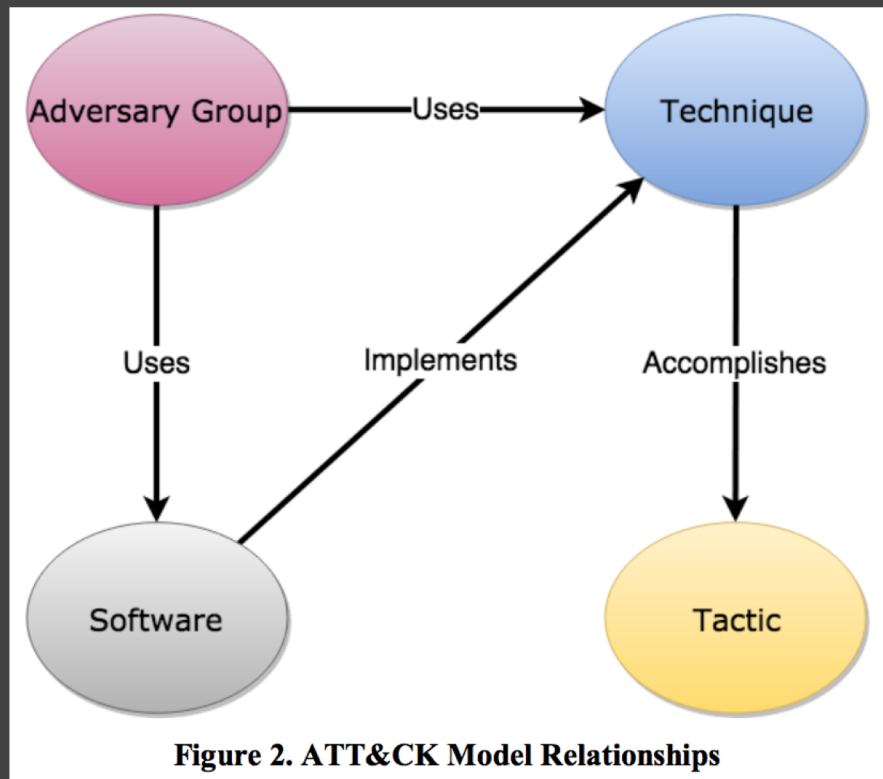 Adversary Group
Uses
Technique
Uses
Implements
Accomplishes
Software
Tactic
Figure 2. ATT&CK Model Relationships